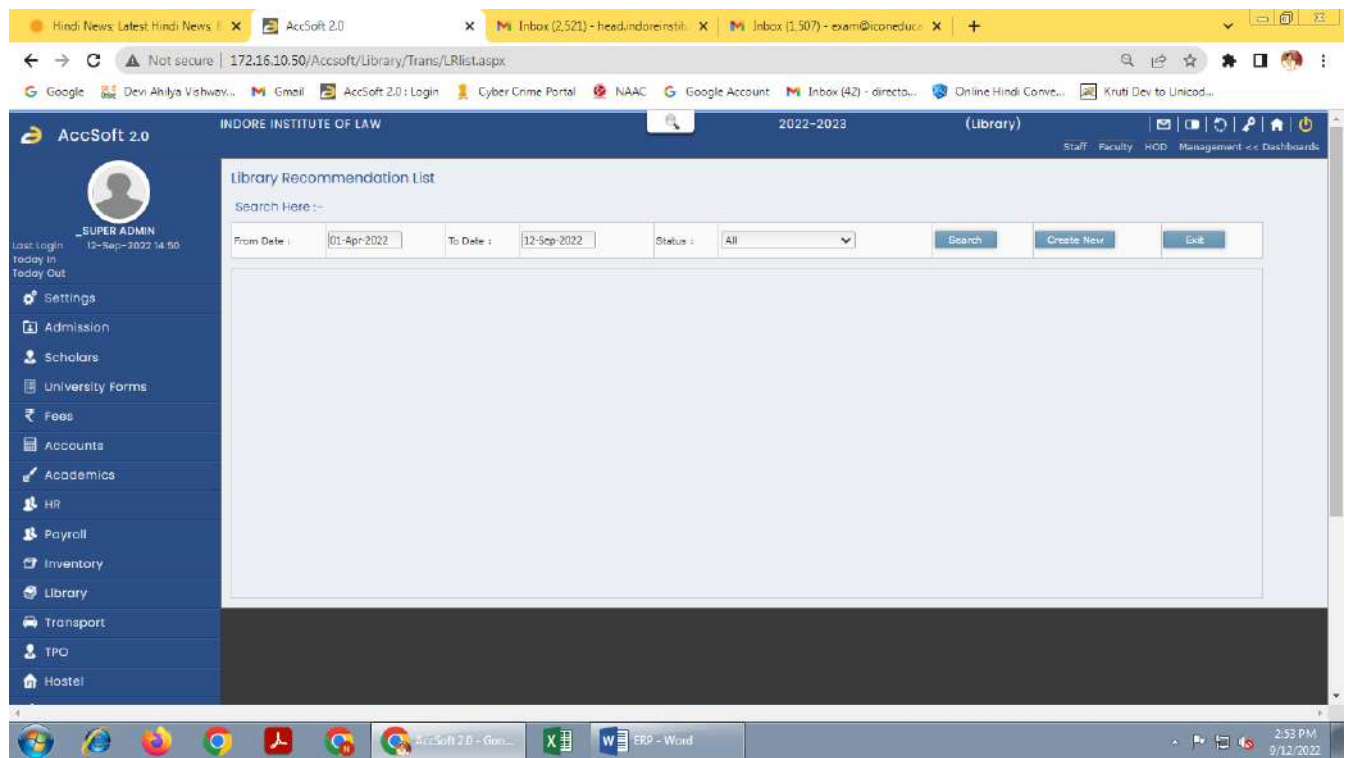 Hindi News; Latest Hindi News
AccSoft 2.0
Inbox (2,521) - head.indoreinstit
Inbox (1,507) - exam@iconeduca
Not secure | 172.16.10.50/Accsoft/Library/Trans/LRlist.aspx
Google
Devi Ahilya Vishwav...
Gmail
AccSoft 2.0 : Login
Cyber Crime Portal
NAAC
Google Account
Inbox (42) - directo...
Online Hindi Conve...
Kruti Dev to Unicod...
AccSoft 2.0
INDORE INSTITUTE OF LAW
2022-2023
(Library)
Staff Faculty HOD Management << Dashboards
_SUPER ADMIN
Last Login 12-Sep-2022 14:50
Today In
Today Out
Settings
Admission
Scholars
University Forms
Fees
Accounts
Academics
HR
Payroll
Inventory
Library
Transport
TPO
Hostel
Library Recommendation List
Search Here :-
From Date : 01-Apr-2022 To Date : 12-Sep-2022 Status : All Search Create New Exit
AccSoft 2.0 - Goo...
ERP - Word
2:53 PM
9/12/2022